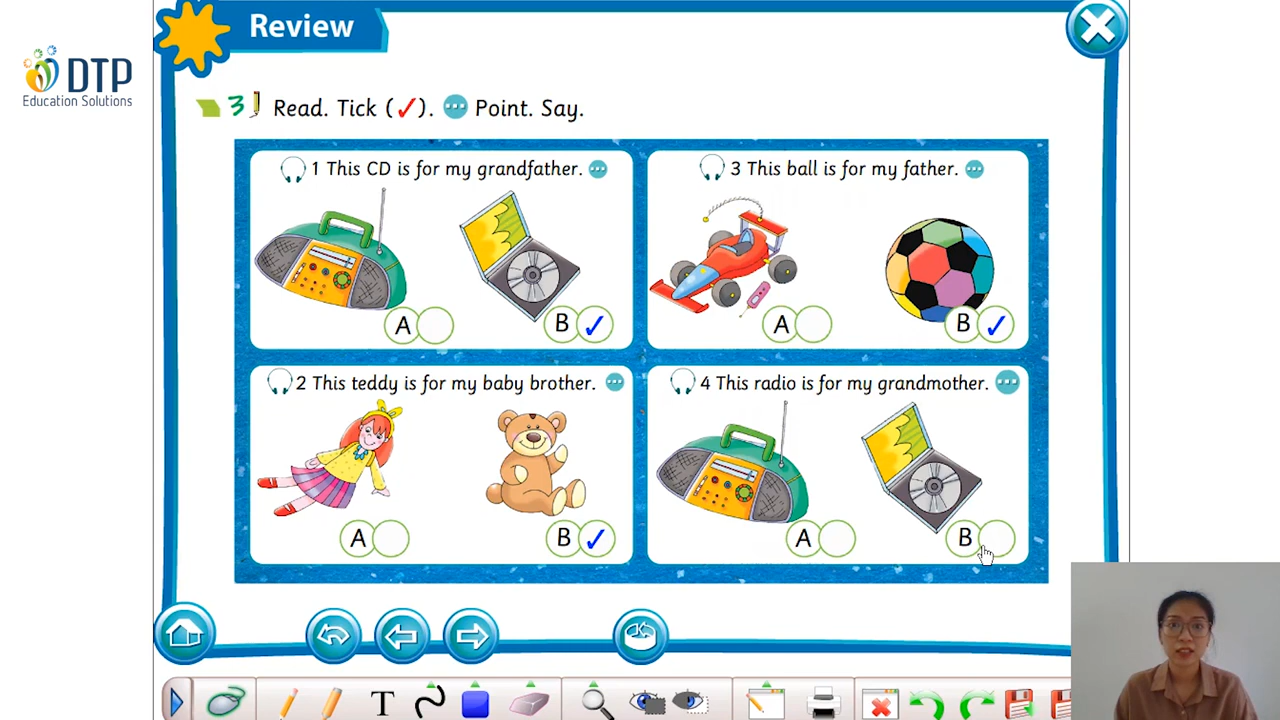 DTP
Education Solutions
Review
3 Read. Tick (✓). Point. Say.
1 This CD is for my grandfather.
A
B ✓
2 This teddy is for my baby brother.
A
B ✓
3 This ball is for my father.
A
B ✓
4 This radio is for my grandmother.
A
B
T